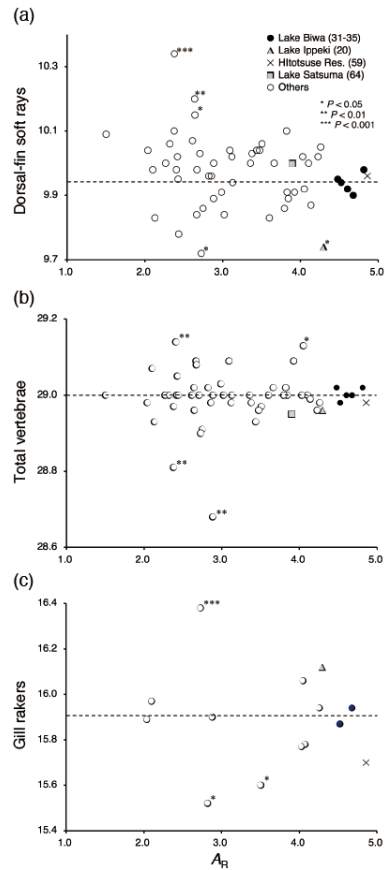 (a)
Lake Biwa (31-35)
Lake Ippeki (20)
Hitotsuse Res. (59)
Lake Satsuma (64)
Others
* P < 0.05
** P < 0.01
*** P < 0.001
Dorsal-fin soft rays
10.3
10.1
9.9
9.7
***
**
*
*
*
1.0 2.0 3.0 4.0 5.0
(b)
Total vertebrae
29.2
29.0
28.8
28.6
**
*
**
**
1.0 2.0 3.0 4.0 5.0
(c)
Gill rakers
16.4
16.2
16.0
15.8
15.6
15.4
***
*
*
1.0 2.0 3.0 4.0 5.0
AR